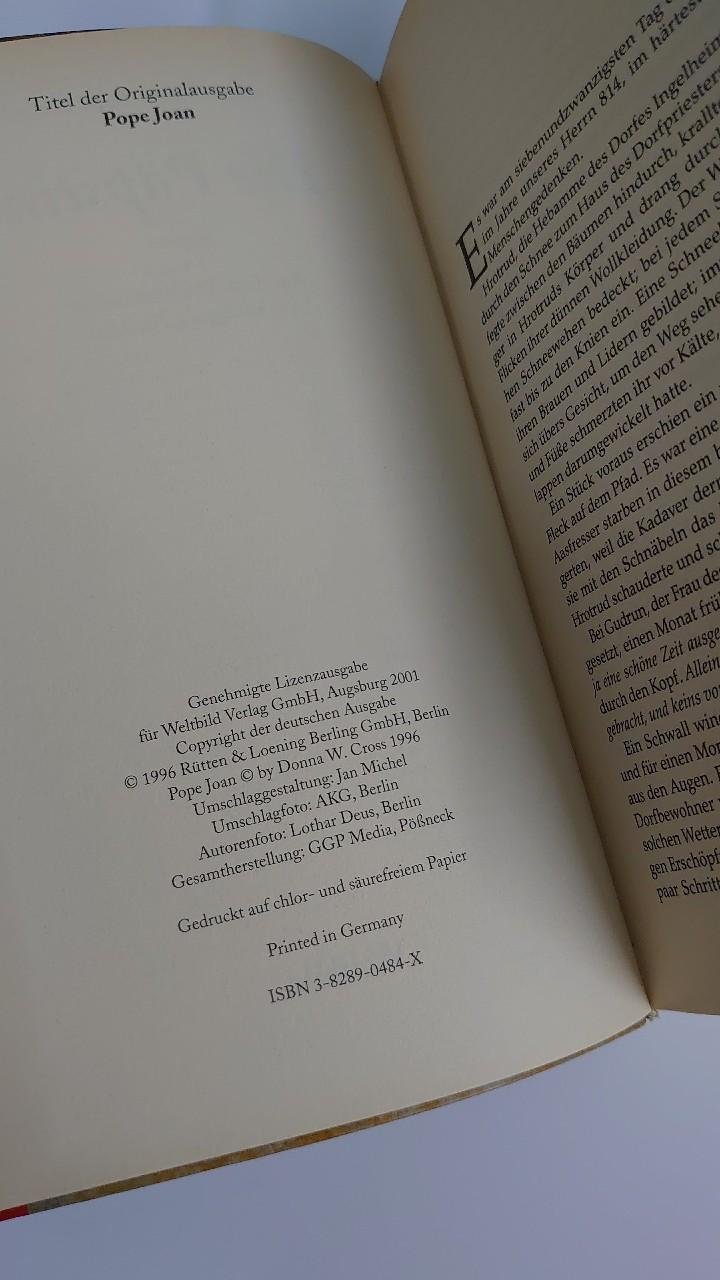 Titel der Originalausgabe
Pope Joan
Genehmigte Lizenzausgabe
für Weltbild Verlag GmbH, Augsburg 2001
Copyright der deutschen Ausgabe
© 1996 Rütten & Loening Berling GmbH, Berlin
Pope Joan © by Donna W. Cross 1996
Umschlaggestaltung: Jan Michel
Umschlagfoto: AKG, Berlin
Autorenfoto: Lothar Deus, Berlin
Gesamtherstellung: GGP Media, Pößneck
Gedruckt auf chlor- und säurefreiem Papier
Printed in Germany
ISBN 3-8289-0484-X
Es war am siebenundzwanzigsten Tag
im Jahre unseres Herrn 814, im härtest
Menschengedenken.
Hrotrud, die Hebamme des Dorfes Ingelheim
durch den Schnee zum Haus des Dorfpriesters
fegte zwischen den Bäumen hindurch, krallte
ger in Hrotruds Körper und drang durch
Flicken ihrer dünnen Wollkleidung. Der W
hen Schneewehen bedeckt; bei jedem S
fast bis zu den Knien ein. Eine Schnee
ihren Brauen und Lidern gebildet; im
sich übers Gesicht, um den Weg sehe
und Füße schmerzten ihr vor Kälte,
lappen darumgewickelt hatte.
Ein Stück voraus erschien ein
Fleck auf dem Pfad. Es war eine
Aasfresser starben in diesem h
gerten, weil die Kadaver derr
sie mit den Schnäbeln das
Hrotrud schauderte und sc
Bei Gudrun, der Frau des
gesetzt, einen Monat früh
ja eine schöne Zeit ausge
durch den Kopf. Allein
gebracht, und keins vor
Ein Schwall wind
und für einen Mor
aus den Augen.
Dorfbewohner
solchen Wetter
gen Erschöpf
paar Schritt